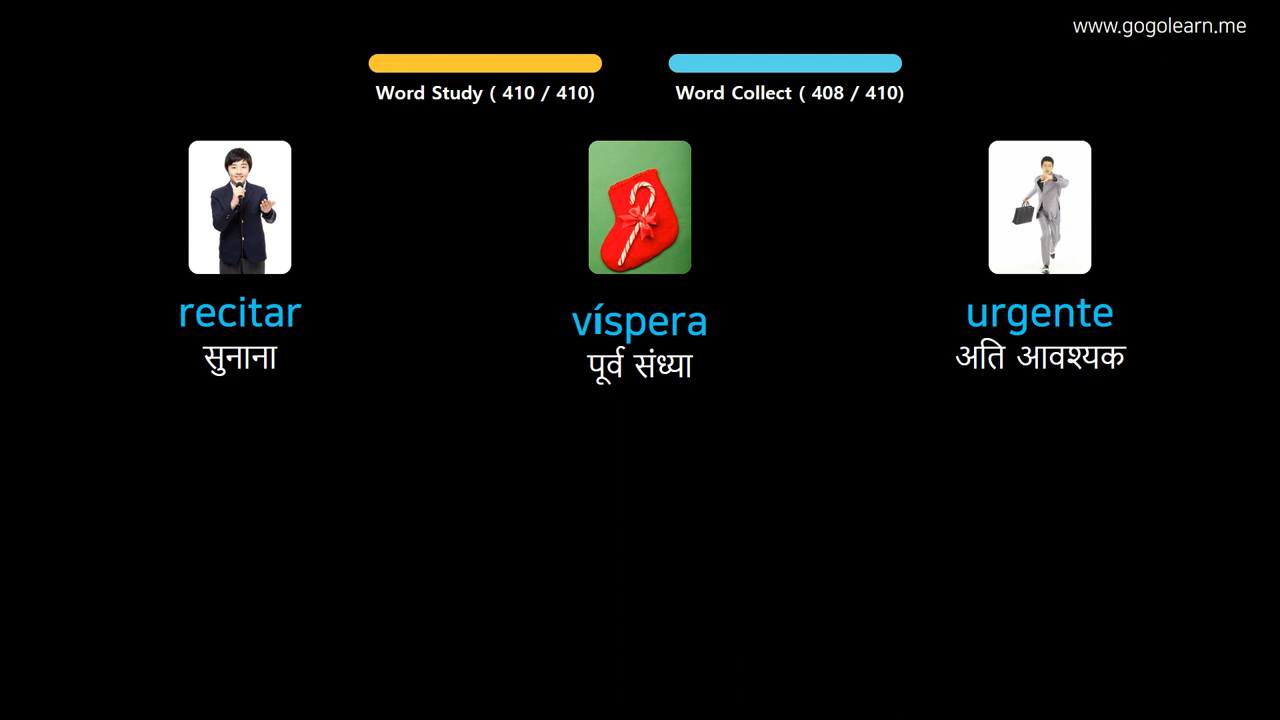 www.gogolearn.me
Word Study ( 410 / 410)
Word Collect ( 408 / 410)
recitar
सुनाना
víspera
पूर्व संध्या
urgente
अति आवश्यक